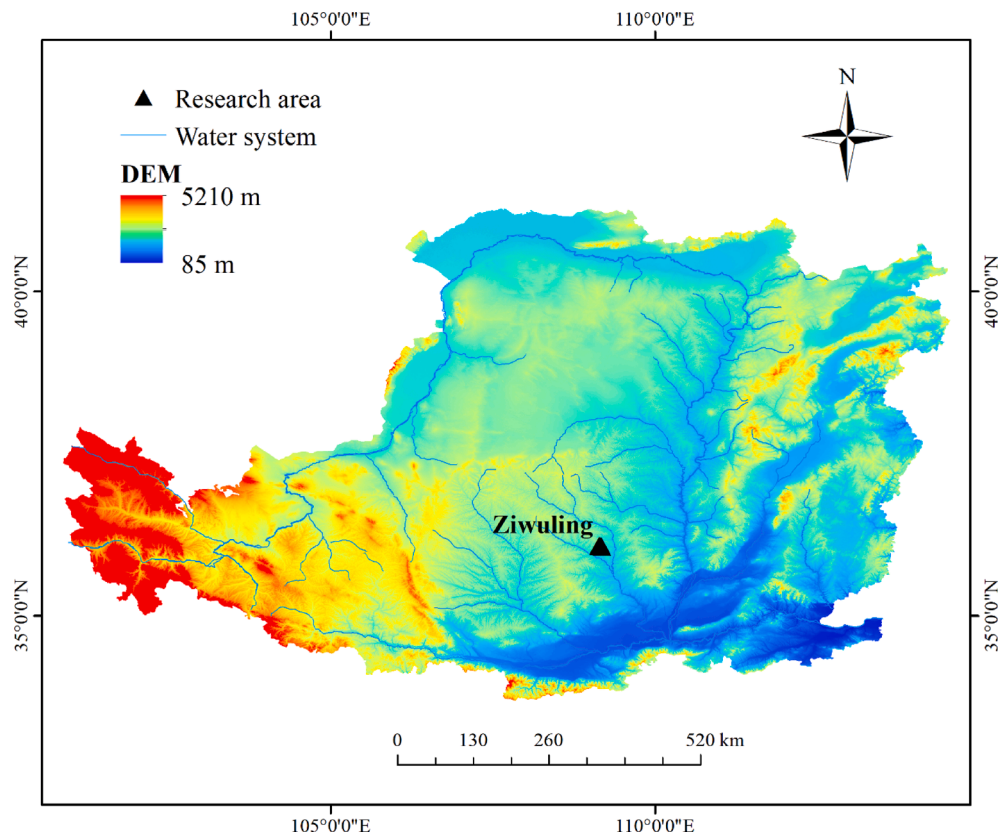 105°0'0"E 110°0'0"E
N
Research area
Water system
DEM
5210 m
85 m
40°0'0"N 40°0'0"N
Ziwuling
35°0'0"N 35°0'0"N
0 130 260 520 km
105°0'0"E 110°0'0"E